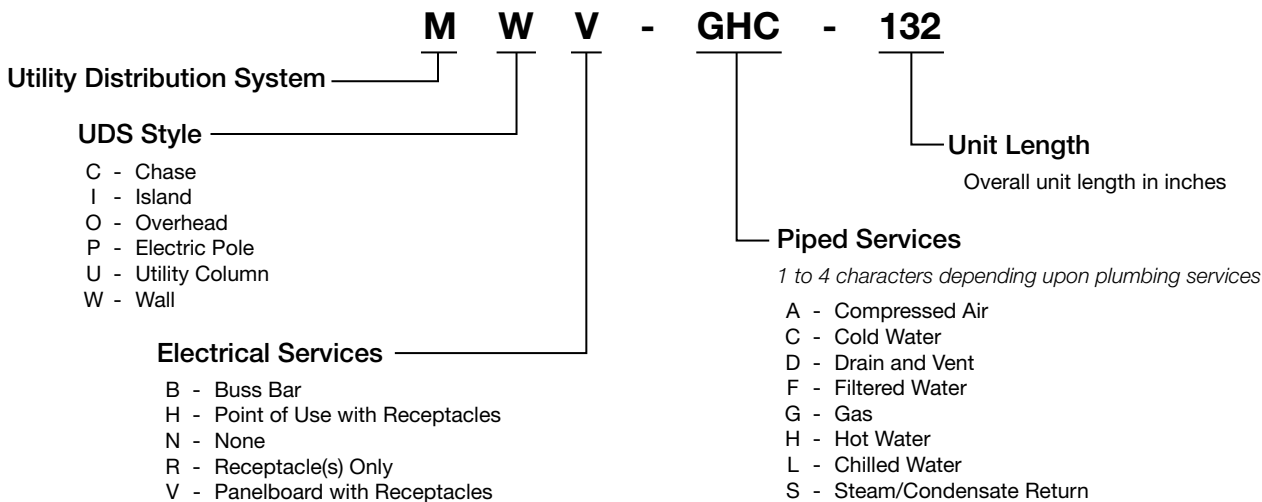 M W V - GHC - 132
Utility Distribution System
UDS Style
C - Chase
I - Island
O - Overhead
P - Electric Pole
U - Utility Column
W - Wall
Electrical Services
B - Buss Bar
H - Point of Use with Receptacles
N - None
R - Receptacle(s) Only
V - Panelboard with Receptacles
Unit Length
Overall unit length in inches
Piped Services
1 to 4 characters depending upon plumbing services
A - Compressed Air
C - Cold Water
D - Drain and Vent
F - Filtered Water
G - Gas
H - Hot Water
L - Chilled Water
S - Steam/Condensate Return